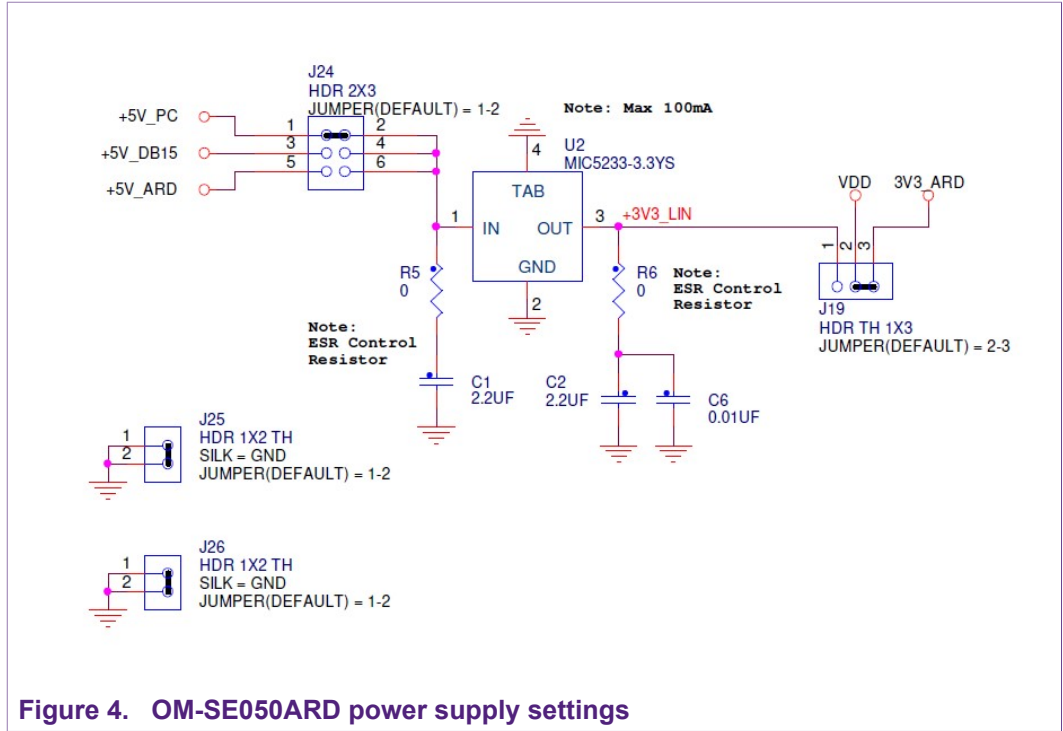 J24
HDR 2X3
JUMPER(DEFAULT) = 1-2
+5V_PC
+5V_DB15
+5V_ARD
1 2
3 4
5 6
Note: Max 100mA
4
U2
MIC5233-3.3YS
TAB
1
IN
OUT
3
GND
2
+3V3_LIN
VDD
3V3_ARD
1
2
3
J19
HDR TH 1X3
JUMPER(DEFAULT) = 2-3
R5
0
Note:
ESR Control
Resistor
R6
0
Note:
ESR Control
Resistor
C1
2.2UF
C2
2.2UF
C6
0.01UF
J25
HDR 1X2 TH
SILK = GND
JUMPER(DEFAULT) = 1-2
1
2
J26
HDR 1X2 TH
SILK = GND
JUMPER(DEFAULT) = 1-2
1
2
Figure 4. OM-SE050ARD power supply settings